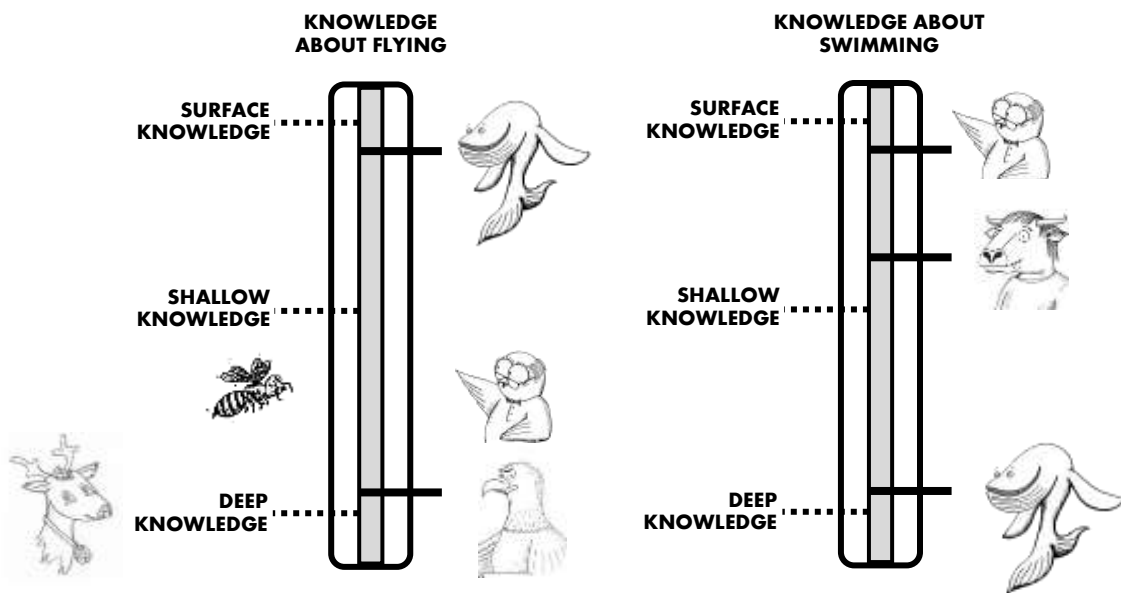 KNOWLEDGE
ABOUT FLYING
SURFACE
KNOWLEDGE
SHALLOW
KNOWLEDGE
DEEP
KNOWLEDGE
KNOWLEDGE ABOUT
SWIMMING
SURFACE
KNOWLEDGE
SHALLOW
KNOWLEDGE
DEEP
KNOWLEDGE